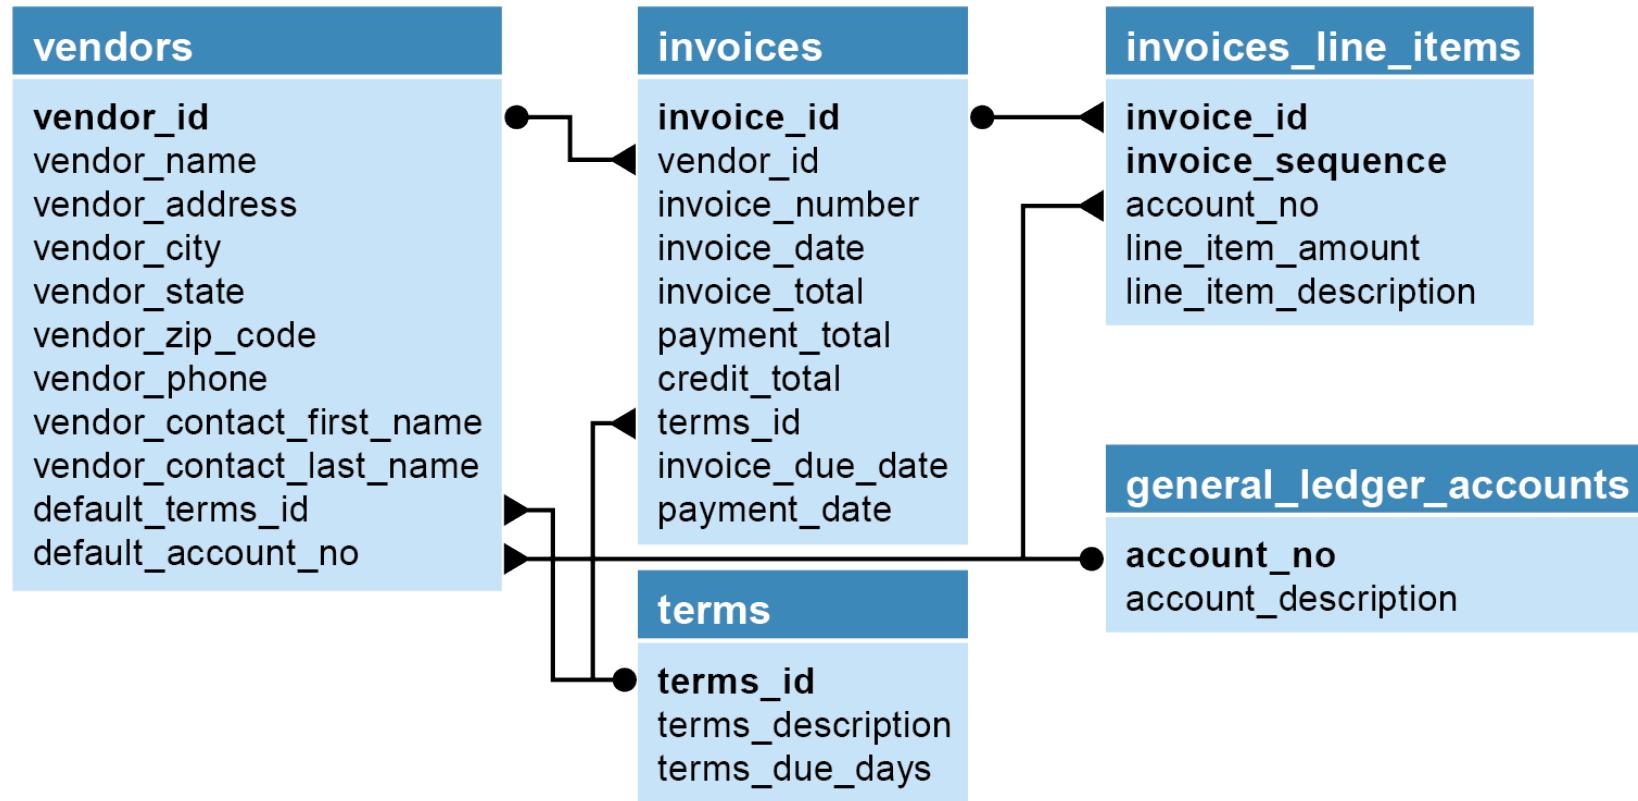 vendors
vendor_id
vendor_name
vendor_address
vendor_city
vendor_state
vendor_zip_code
vendor_phone
vendor_contact_first_name
vendor_contact_last_name
default_terms_id
default_account_no
invoices
invoice_id
vendor_id
invoice_number
invoice_date
invoice_total
payment_total
credit_total
terms_id
invoice_due_date
payment_date
terms
terms_id
terms_description
terms_due_days
invoices_line_items
invoice_id
invoice_sequence
account_no
line_item_amount
line_item_description
general_ledger_accounts
account_no
account_description